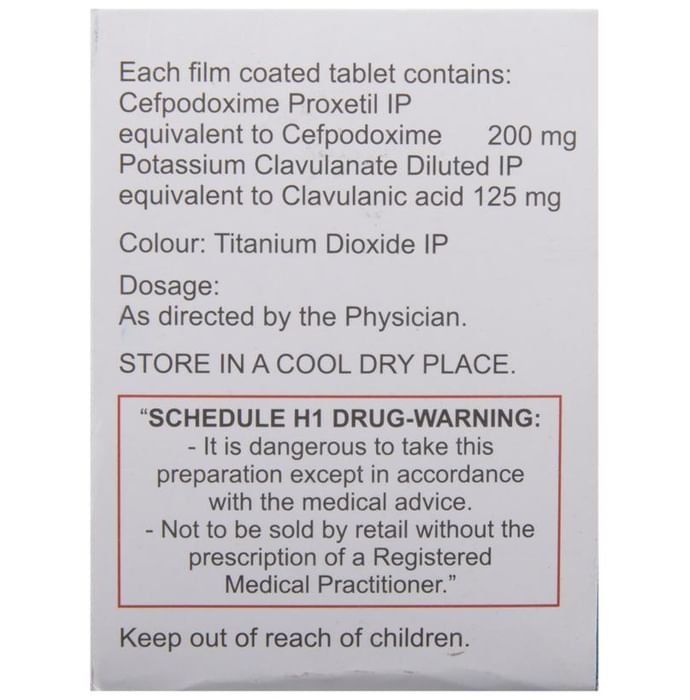 Each film coated tablet contains:
Cefpodoxime Proxetil IP
equivalent to Cefpodoxime 200 mg
Potassium Clavulanate Diluted IP
equivalent to Clavulanic acid 125 mg
Colour: Titanium Dioxide IP
Dosage:
As directed by the Physician.
STORE IN A COOL DRY PLACE.
“SCHEDULE H1 DRUG-WARNING:
- It is dangerous to take this
preparation except in accordance
with the medical advice.
- Not to be sold by retail without the
prescription of a Registered
Medical Practitioner.”
Keep out of reach of children.